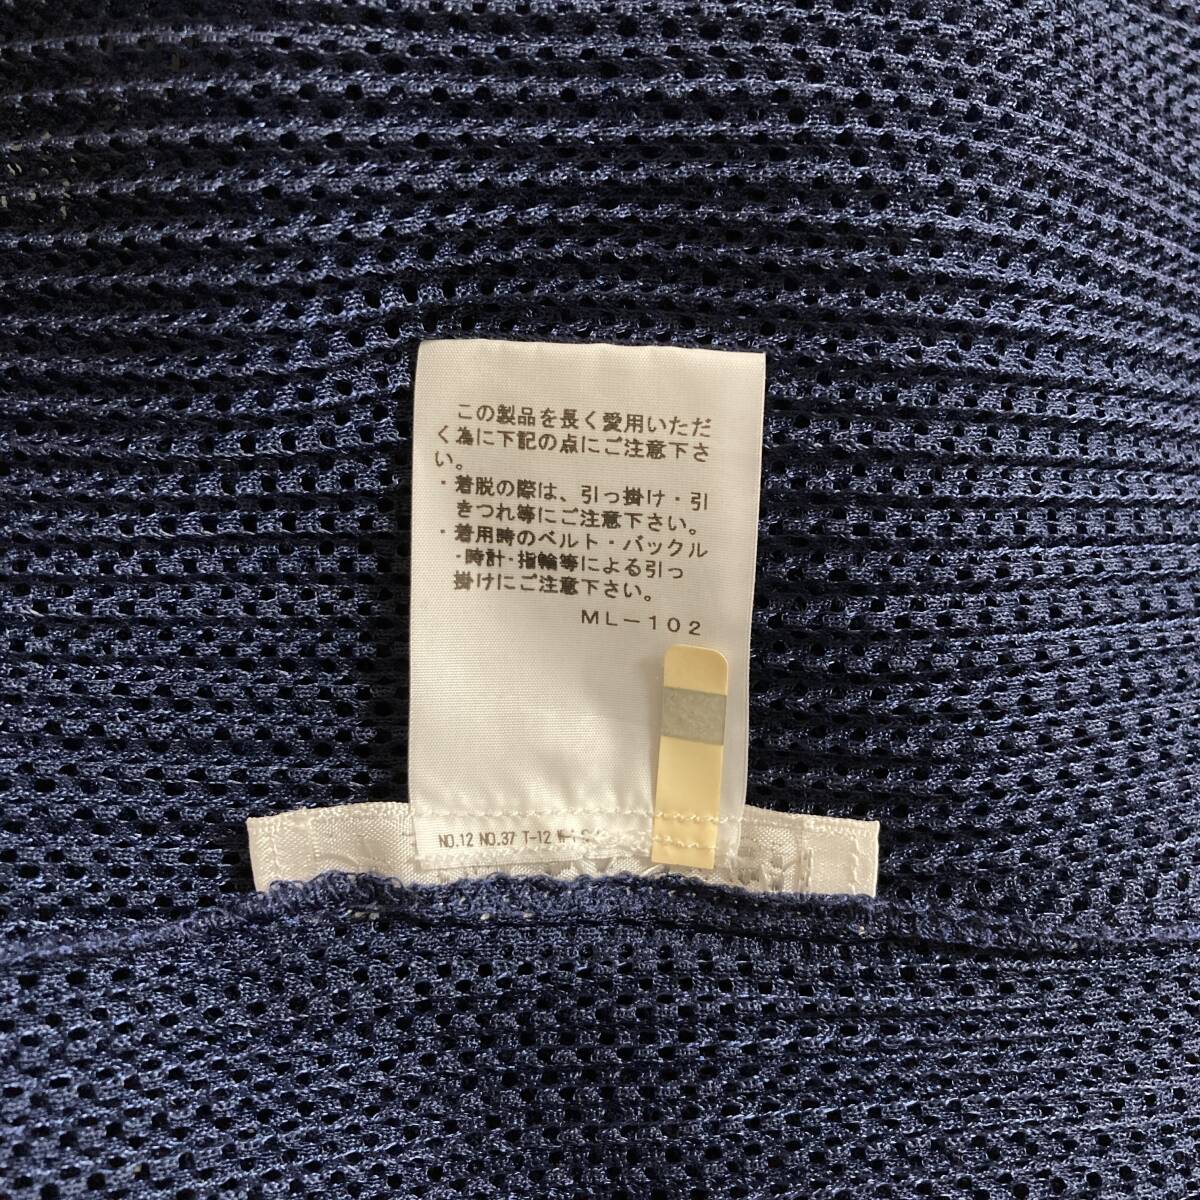 この製品を長く愛用いただ
く為に下記の点にご注意下さ
い。
・着脱の際は、引っ掛け・引
きつれ等にご注意下さい。
・着用時のベルト・バックル
・時計・指輪等による引っ
掛けにご注意下さい。
ML-102
NO.12 NO.37 T-12